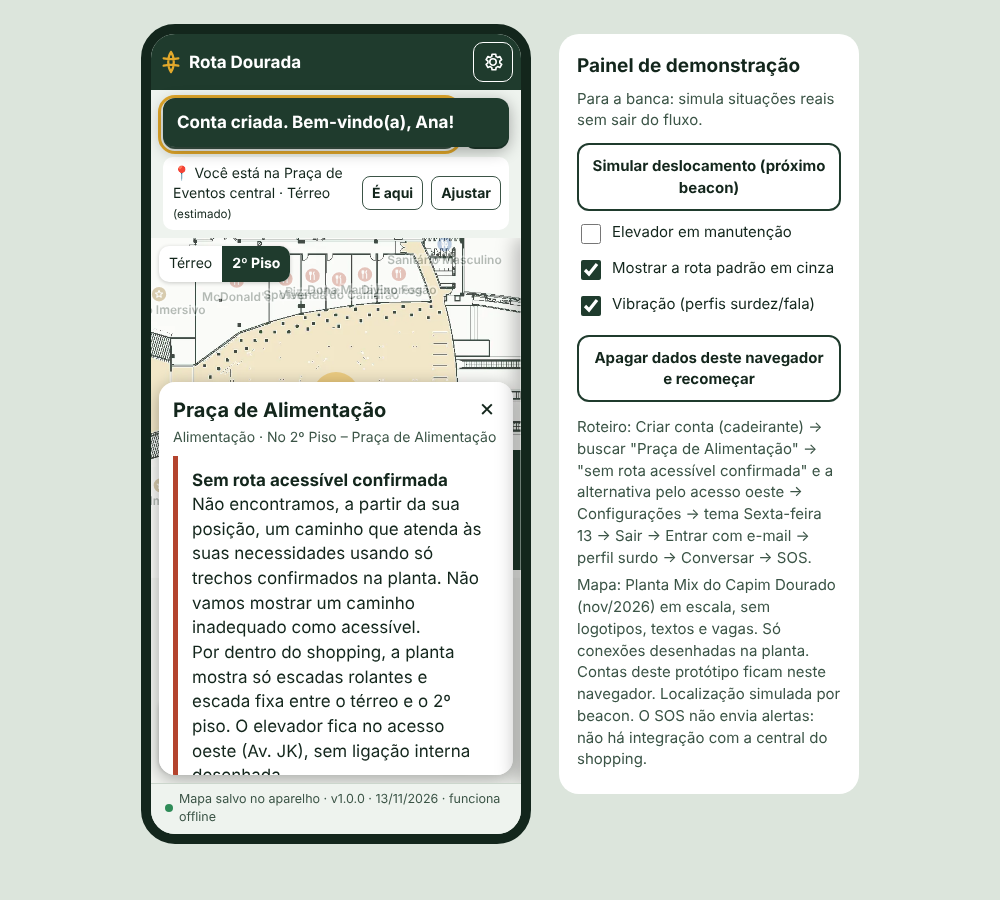 Rota Dourada
Conta criada. Bem-vindo(a), Ana!
📍 Você está na Praça de
Eventos central · Térreo
(estimado)
É aqui
Ajustar
Térreo
2º Piso
Sanitário Masculino
McDonald's
Divino Fogão
Imersivo
Praça de Alimentação
✕
Alimentação · No 2º Piso – Praça de Alimentação
Sem rota acessível confirmada
Não encontramos, a partir da sua
posição, um caminho que atenda às
suas necessidades usando só
trechos confirmados na planta. Não
vamos mostrar um caminho
inadequado como acessível.
Por dentro do shopping, a planta
mostra só escadas rolantes e
escada fixa entre o térreo e o 2º
piso. O elevador fica no acesso
oeste (Av. JK), sem ligação interna
desenhada.
Mapa salvo no aparelho · v1.0.0 · 13/11/2026 · funciona
offline
Painel de demonstração
Para a banca: simula situações reais
sem sair do fluxo.
Simular deslocamento (próximo
beacon)
Elevador em manutenção
Mostrar a rota padrão em cinza
Vibração (perfis surdez/fala)
Apagar dados deste navegador
e recomeçar
Roteiro: Criar conta (cadeirante) →
buscar "Praça de Alimentação" →
"sem rota acessível confirmada" e a
alternativa pelo acesso oeste →
Configurações → tema Sexta-feira
13 → Sair → Entrar com e-mail →
perfil surdo → Conversar → SOS.
Mapa: Planta Mix do Capim Dourado
(nov/2026) em escala, sem
logotipos, textos e vagas. Só
conexões desenhadas na planta.
Contas deste protótipo ficam neste
navegador. Localização simulada por
beacon. O SOS não envia alertas:
não há integração com a central do
shopping.